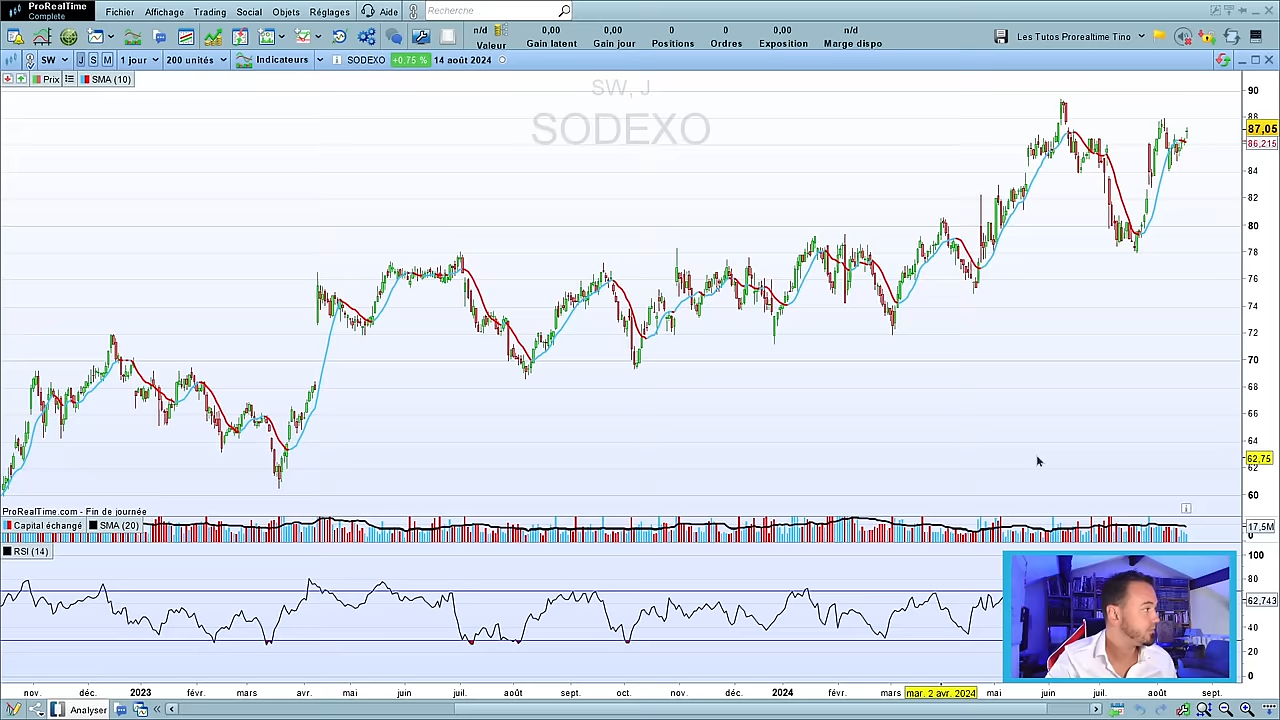 ProRealTime
Complete
Fichier Affichage Trading Social Objets Réglages Aide Recherche
n/d 0,00 0,00 0 0 0,00 n/d
Valeur Gain latent Gain jour Positions Ordres Exposition Marge dispo
Les Tutos Prorealtime Tino
SW J S M 1 jour 200 unités Indicateurs SODEXO +0,75 % 14 août 2024
Prix SMA (10)
SW, J
SODEXO
90
88
87,05
86,215
84
82
80
78
76
74
72
70
68
66
64
62,75
62
60
ProRealTime.com - Fin de journée
Capital échangé SMA (20)
17,5M
0
RSI (14)
100
80
62,743
40
20
0
nov. déc. 2023 févr. mars avr. mai juin juil. août sept. oct. nov. déc. 2024 févr. mars mar. 2 avr. 2024 mai juin juil. août sept.
Analyser